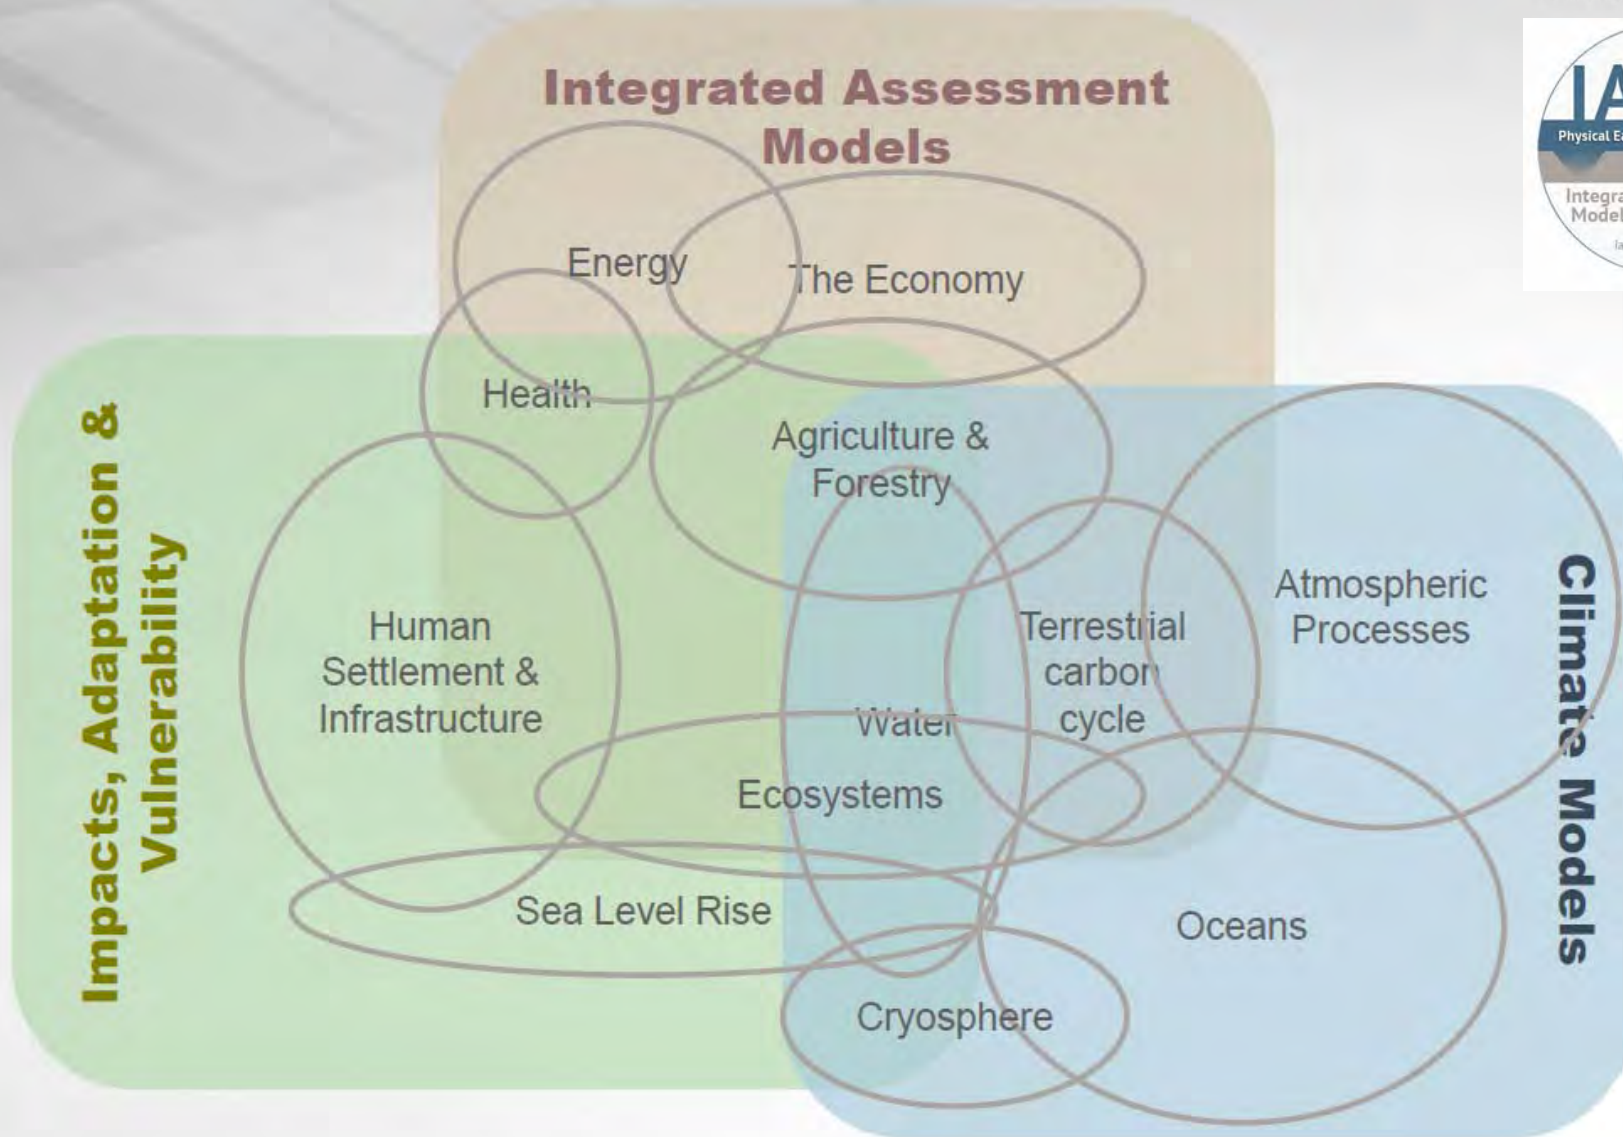 Integrated Assessment
Models
Physical
Energy
The Economy
Health
Agriculture &
Forestry
Impacts, Adaptation &
Vulnerability
Human
Settlement &
Infrastructure
Terrestrial
carbon
cycle
Atmospheric
Processes
Climate Models
Water
Ecosystems
Sea Level Rise
Oceans
Cryosphere